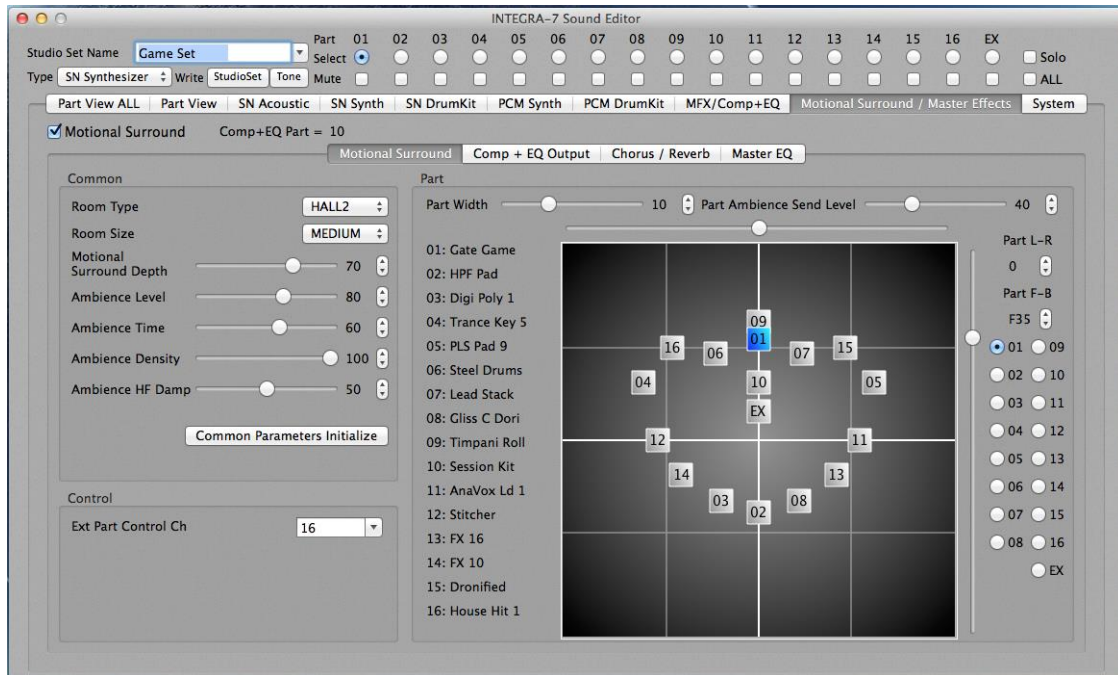 INTEGRA-7 Sound Editor
Part 01 02 03 04 05 06 07 08 09 10 11 12 13 14 15 16 EX
Studio Set Name Game Set Select Solo
Type SN Synthesizer Write StudioSet Tone Mute ALL
Part View ALL Part View SN Acoustic SN Synth SN DrumKit PCM Synth PCM DrumKit MFX/Comp+EQ Motional Surround / Master Effects System
Motional Surround Comp+EQ Part = 10
Motional Surround Comp + EQ Output Chorus / Reverb Master EQ
Common
Room Type HALL2
Room Size MEDIUM
Motional
Surround Depth 70
Ambience Level 80
Ambience Time 60
Ambience Density 100
Ambience HF Damp 50
Common Parameters Initialize
Control
Ext Part Control Ch 16
Part
Part Width 10 Part Ambience Send Level 40
01: Gate Game
02: HPF Pad
03: Digi Poly 1
04: Trance Key 5
05: PLS Pad 9
06: Steel Drums
07: Lead Stack
08: Gliss C Dori
09: Timpani Roll
10: Session Kit
11: AnaVox Ld 1
12: Stitcher
13: FX 16
14: FX 10
15: Dronified
16: House Hit 1
09
01
16 06 07 15
04 10 05
EX
12 11
14 13
03 02 08
Part L-R
0
Part F-B
F35
01 09
02 10
03 11
04 12
05 13
06 14
07 15
08 16
EX